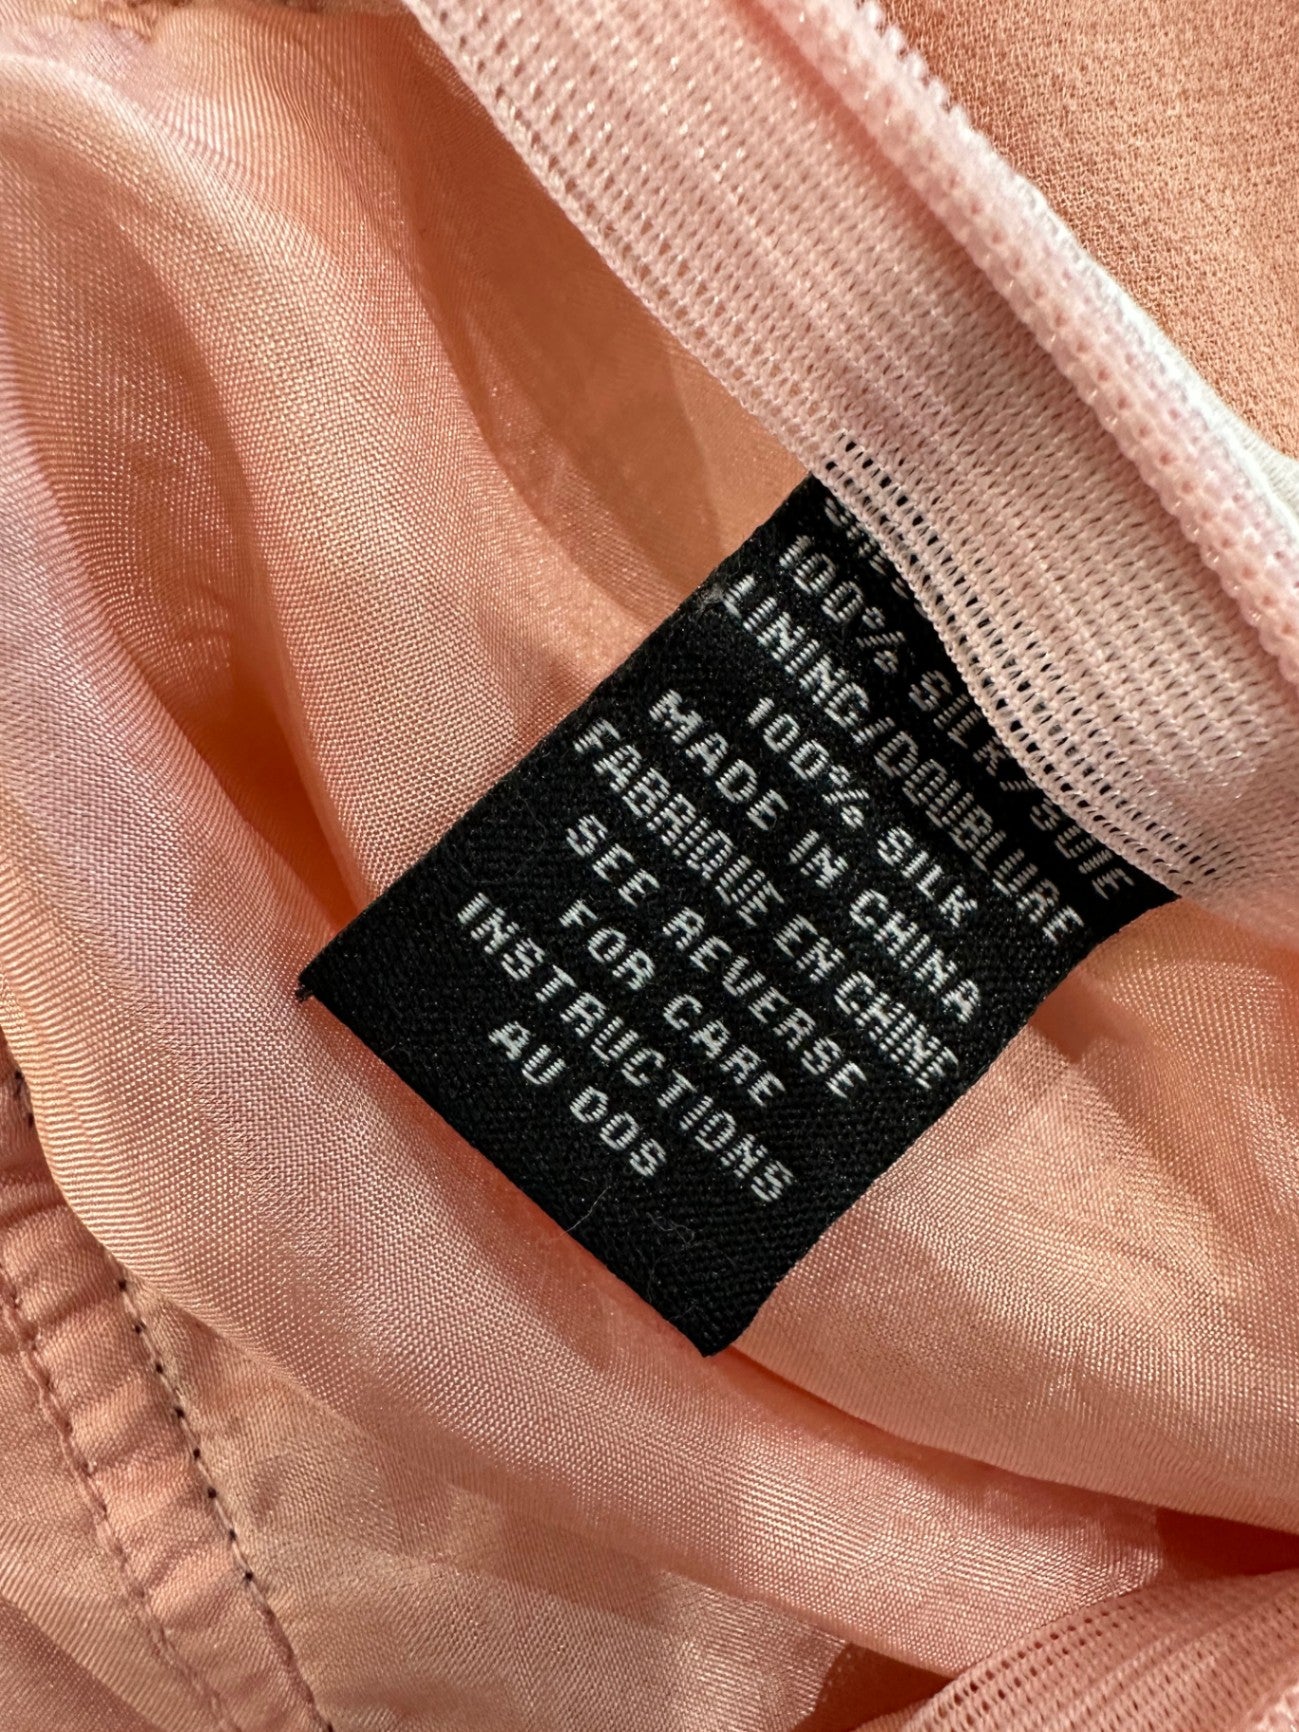 100% SILK/SOIE
LINING/DOUBLURE
100% SILK
MADE IN CHINA
FABRIQUE EN CHINE
SEE REVERSE
FOR CARE
INSTRUCTIONS
AU DOS